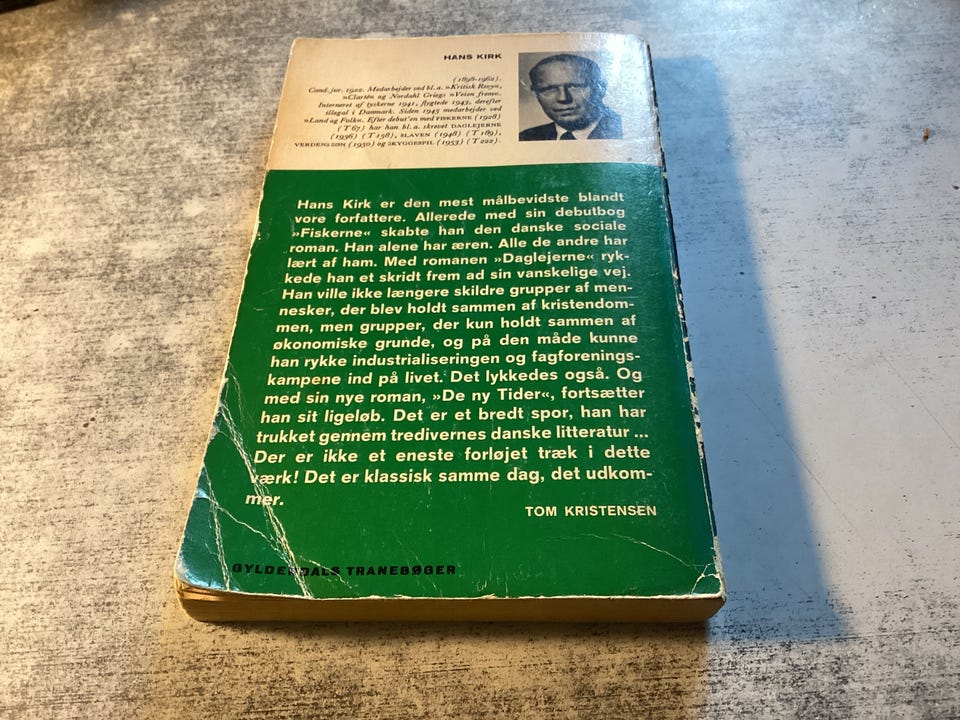 HANS KIRK
(1898-1962).
Cand. jur. 1922. Medarbejder ved bl. a. »Kritisk Revy«,
»Clarté« og Nordahl Griegs »Veien frem«.
Interneret af tyskerne 1941, flygtede 1943, derefter
illegal i Danmark. Siden 1945 medarbejder ved
»Land og Folk«. Efter debut'en med FISKERNE (1928)
(T 67) har han bl. a. skrevet DAGLEJERNE
(1936) (T 158), SLAVEN (1948) (T 189),
VERDENS SØN (1950) og SKYGGESPIL (1953) (T 222).
Hans Kirk er den mest målbevidste blandt
vore forfattere. Allerede med sin debutbog
»Fiskerne« skabte han den danske sociale
roman. Han alene har æren. Alle de andre har
lært af ham. Med romanen »Daglejerne« ryk-
kede han et skridt frem ad sin vanskelige vej.
Han ville ikke længere skildre grupper af men-
nesker, der blev holdt sammen af kristendom-
men, men grupper, der kun holdt sammen af
økonomiske grunde, og på den måde kunne
han rykke industrialiseringen og fagforenings-
kampene ind på livet. Det lykkedes også. Og
med sin nye roman, »De ny Tider«, fortsætter
han sit ligeløb. Det er et bredt spor, han har
trukket gennem tredivernes danske litteratur ...
Der er ikke et eneste forløjet træk i dette
værk! Det er klassisk samme dag, det udkom-
mer.
TOM KRISTENSEN
GYLDENDALS TRANEBØGER